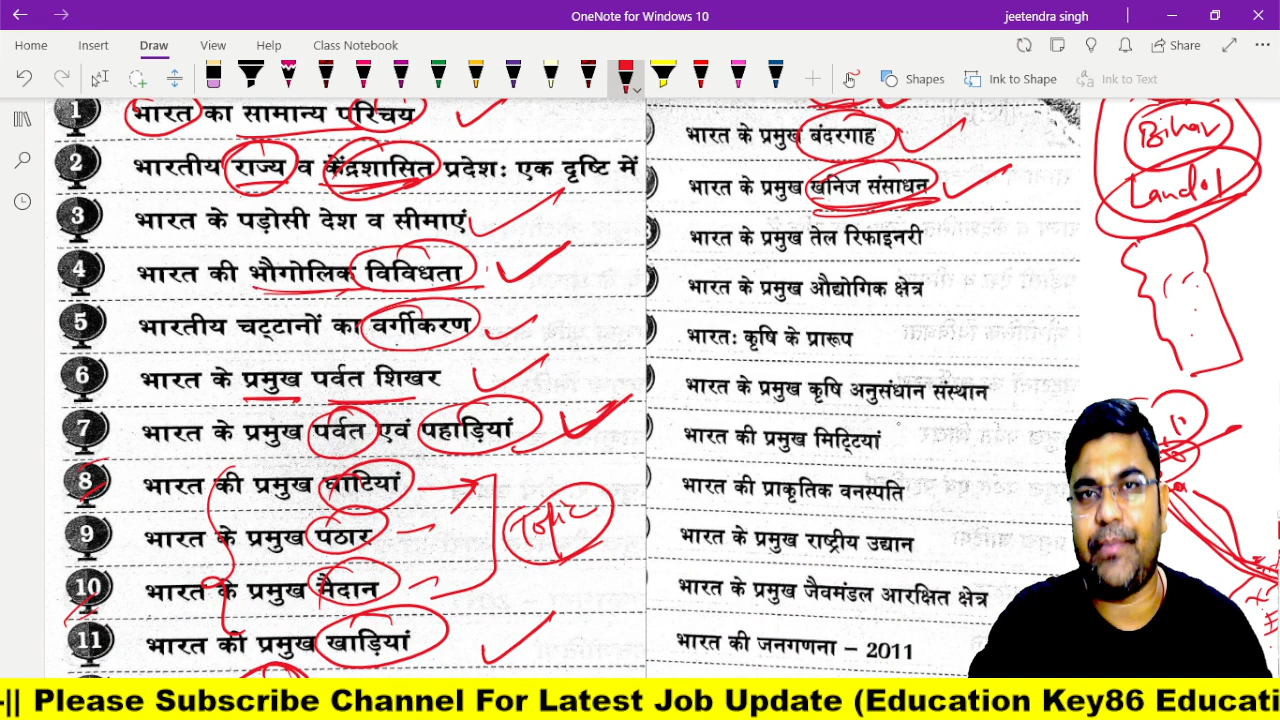 OneNote for Windows 10
jeetendra singh
Home Insert Draw View Help Class Notebook
Share
Shapes Ink to Shape Ink to Text
1 भारत का सामान्य परिचय
2 भारतीय राज्य व केंद्रशासित प्रदेश: एक दृष्टि में
3 भारत के पड़ोसी देश व सीमाएं
4 भारत की भौगोलिक विविधता
5 भारतीय चट्टानों का वर्गीकरण
6 भारत के प्रमुख पर्वत शिखर
7 भारत के प्रमुख पर्वत एवं पहाड़ियां
8 भारत की प्रमुख घाटियां
9 भारत के प्रमुख पठार
10 भारत के प्रमुख मैदान
11 भारत की प्रमुख खाड़ियां
Topic
भारत के प्रमुख बंदरगाह
भारत के प्रमुख खनिज संसाधन
भारत के प्रमुख तेल रिफाइनरी
भारत के प्रमुख औद्योगिक क्षेत्र
भारत: कृषि के प्रारूप
भारत के प्रमुख कृषि अनुसंधान संस्थान
भारत की प्रमुख मिट्टियां
भारत की प्राकृतिक वनस्पति
भारत के प्रमुख राष्ट्रीय उद्यान
भारत के प्रमुख जैवमंडल आरक्षित क्षेत्र
भारत की जनगणना – 2011
Bihar
-|| Please Subscribe Channel For Latest Job Update (Education Key86 Educati